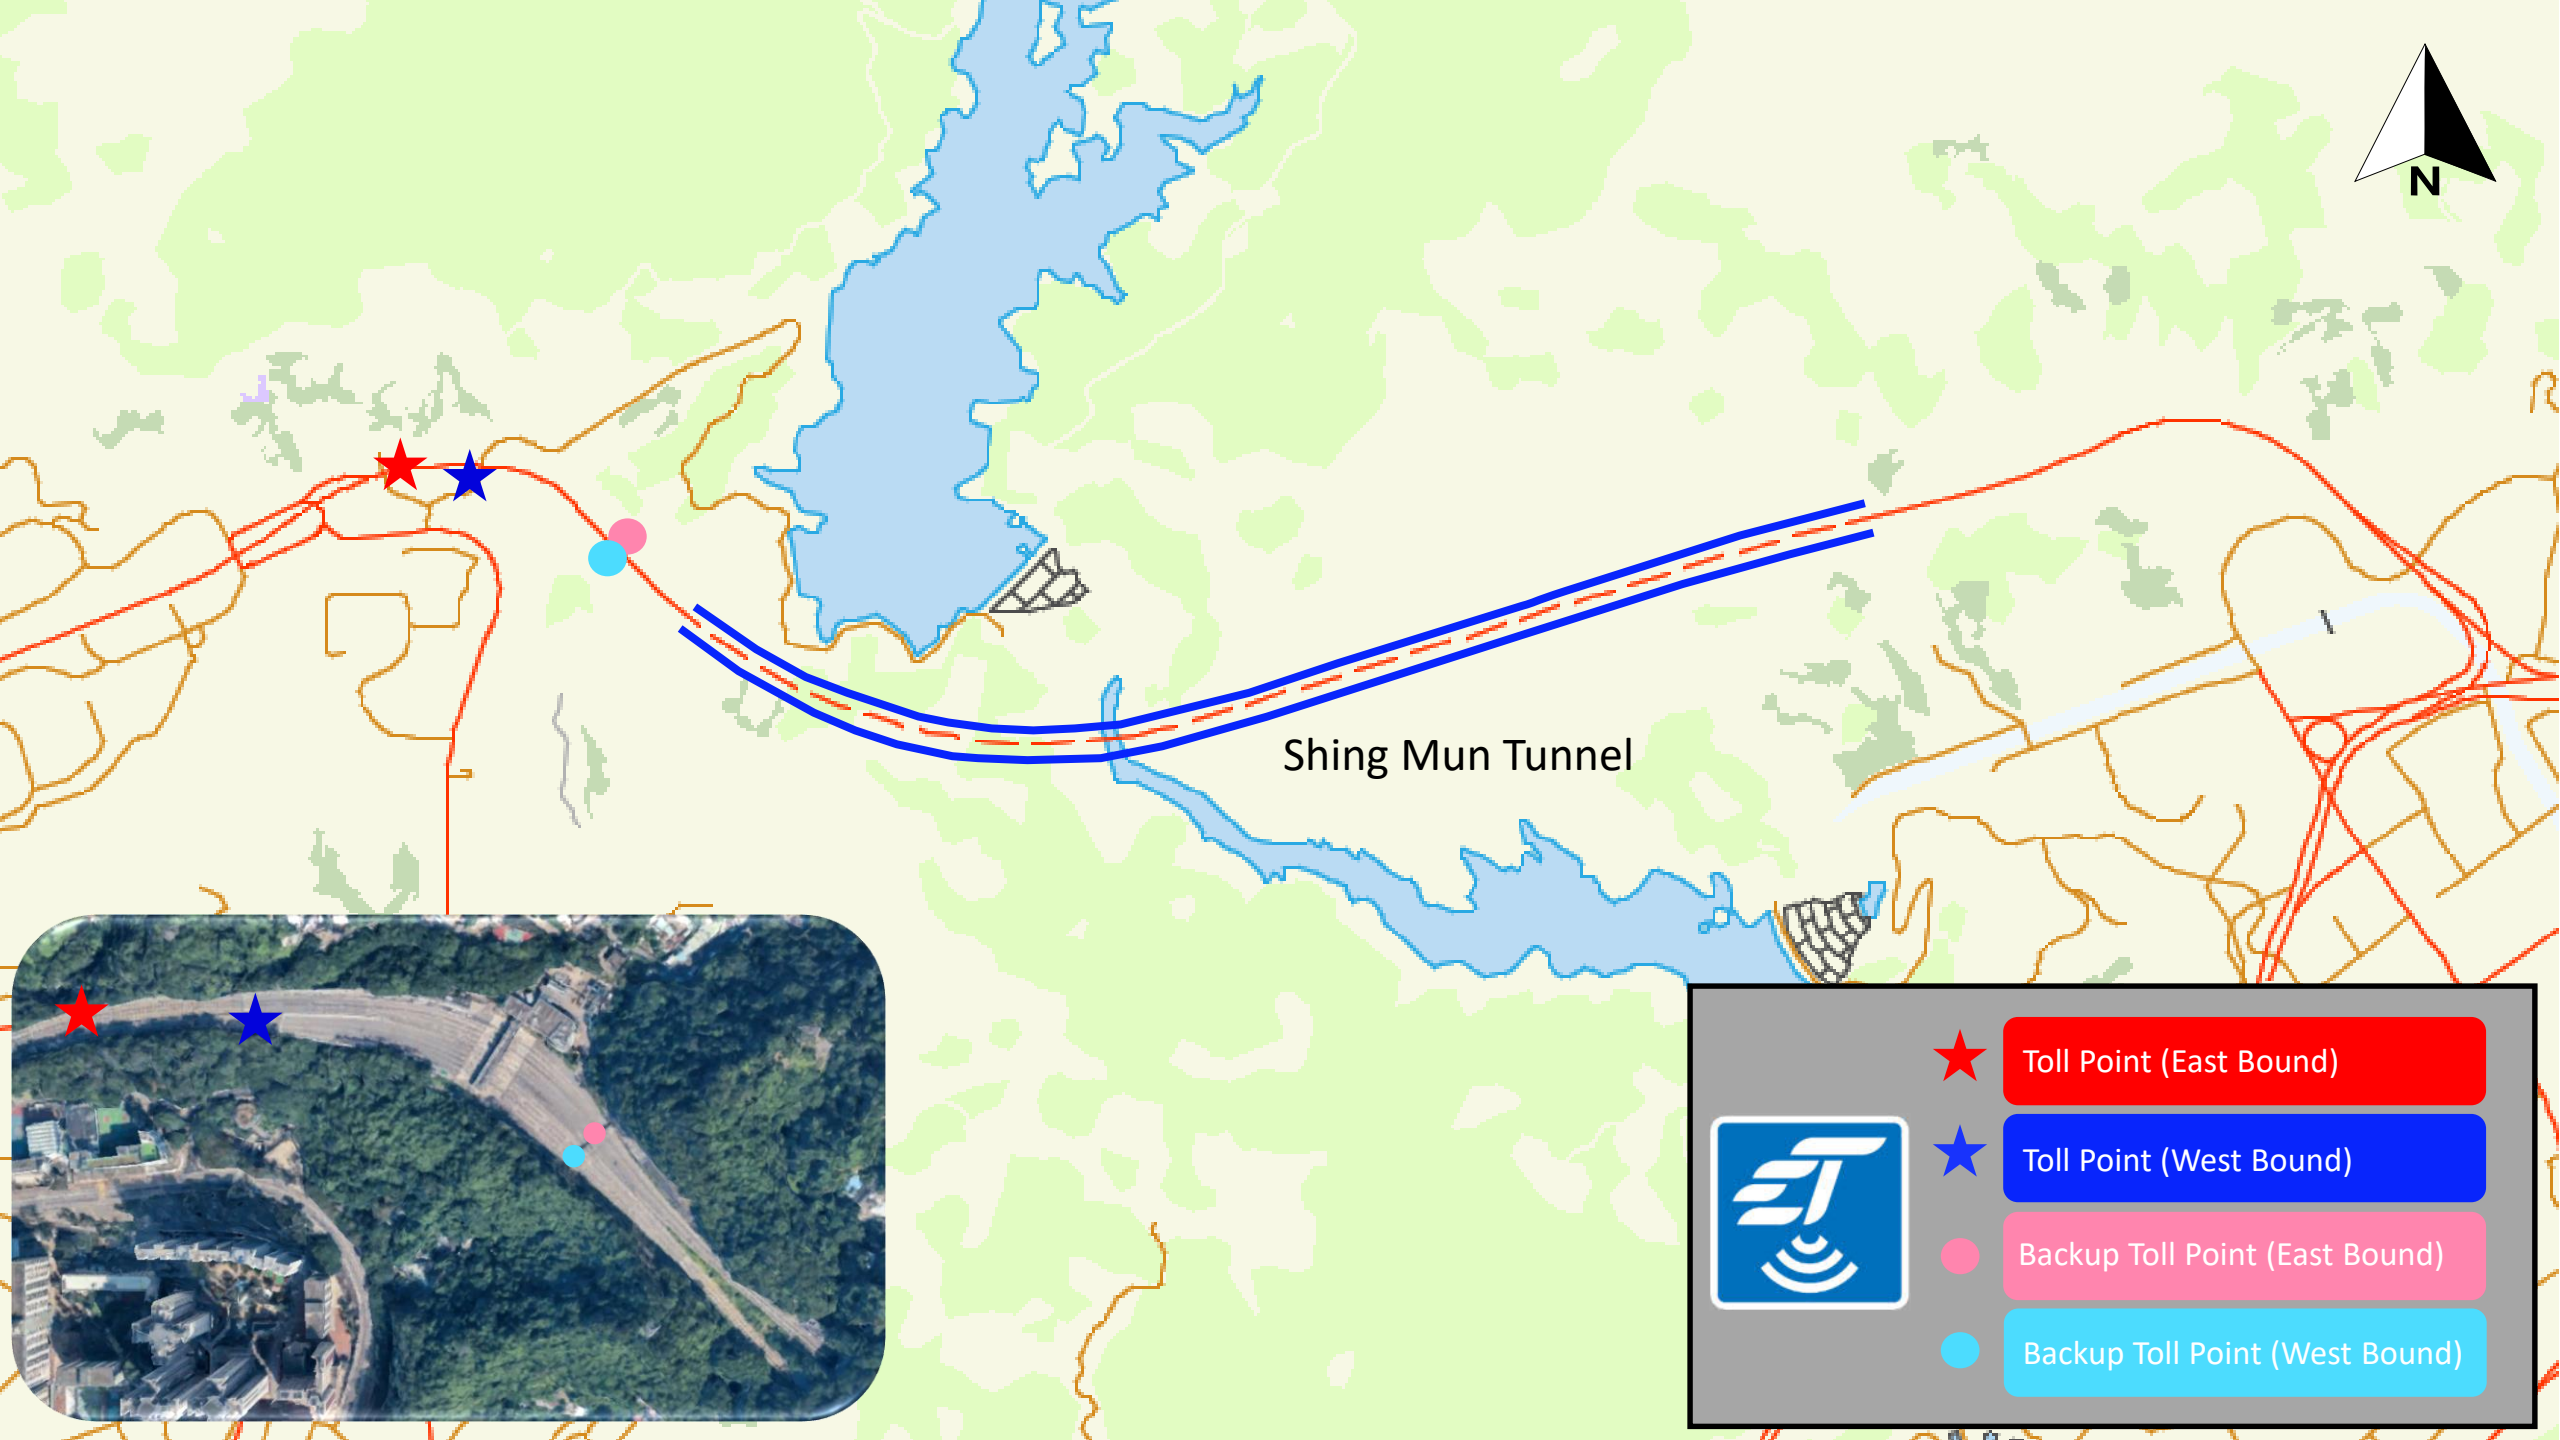 N
Shing Mun Tunnel
Toll Point (East Bound)
Toll Point (West Bound)
Backup Toll Point (East Bound)
Backup Toll Point (West Bound)